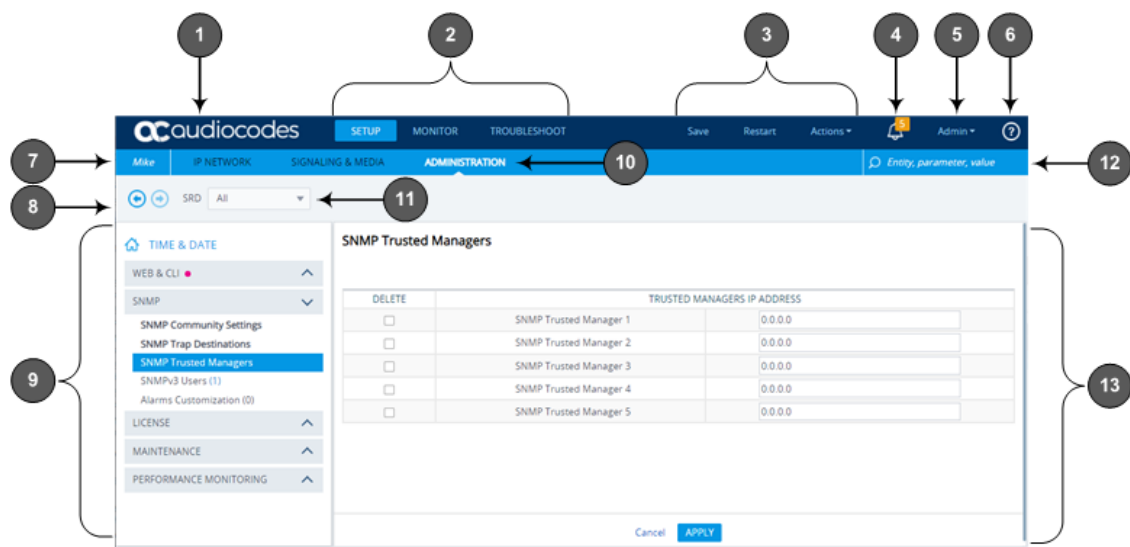 1 2 3 4 5 6
audiocodes SETUP MONITOR TROUBLESHOOT Save Restart Actions 5 Admin ?
7 Mike IP NETWORK SIGNALING & MEDIA ADMINISTRATION 10 Entity, parameter, value 12
8 SRD All 11
TIME & DATE
WEB & CLI
SNMP
SNMP Community Settings
SNMP Trap Destinations
SNMP Trusted Managers
SNMPv3 Users (1)
Alarms Customization (0)
LICENSE
MAINTENANCE
PERFORMANCE MONITORING
9
SNMP Trusted Managers
DELETE TRUSTED MANAGERS IP ADDRESS
SNMP Trusted Manager 1 0.0.0.0
SNMP Trusted Manager 2 0.0.0.0
SNMP Trusted Manager 3 0.0.0.0
SNMP Trusted Manager 4 0.0.0.0
SNMP Trusted Manager 5 0.0.0.0
13
Cancel APPLY